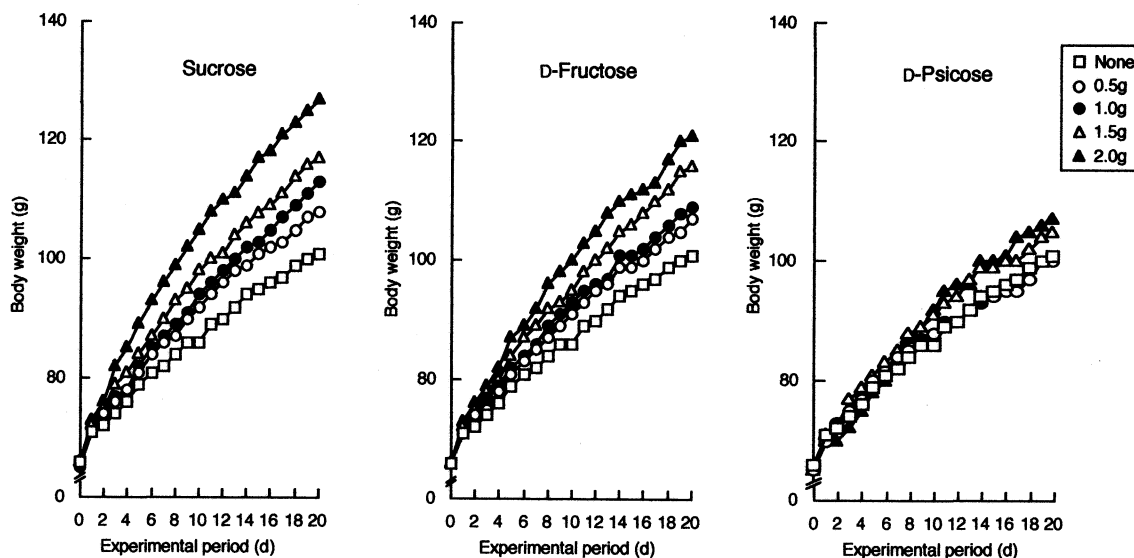 Sucrose
Body weight (g)
140
120
100
80
0
0 2 4 6 8 10 12 14 16 18 20
Experimental period (d)
D-Fructose
Body weight (g)
140
120
100
80
0
0 2 4 6 8 10 12 14 16 18 20
Experimental period (d)
D-Psicose
Body weight (g)
140
120
100
80
0
0 2 4 6 8 10 12 14 16 18 20
Experimental period (d)
None
0.5g
1.0g
1.5g
2.0g